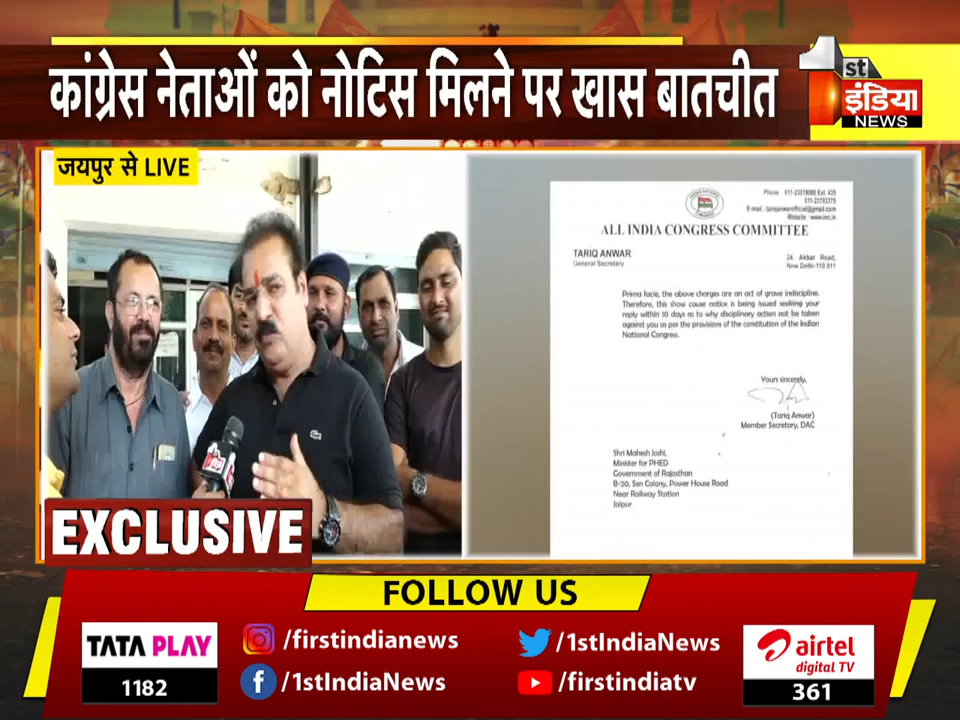 कांग्रेस नेताओं को नोटिस मिलने पर खास बातचीत
1st
इंडिया
NEWS
जयपुर से LIVE
Phone: 011-23019080 Ext. 435
ALL INDIA CONGRESS COMMITTEE
TARIQ ANWAR
General Secretary
24, Akbar Road,
Prima facie, the above charges are an act of grave indiscipline.
Therefore, this show cause notice is being issued seeking your
reply within 10 days as to why disciplinary action not be taken
against you as per the provisions of the constitution of the Indian
National Congress.
Yours sincerely,
(Tariq Anwar)
Member Secretary, DAC
Shri Mahesh Joshi,
Minister for PHED
Government of Rajasthan
B-20, Sen Colony, Power House Road
Near Railway Station
Jaipur
EXCLUSIVE
FOLLOW US
TATA PLAY
1182
/firstindianews
/1stIndiaNews
/1stIndiaNews
/firstindiatv
airtel
digital TV
361